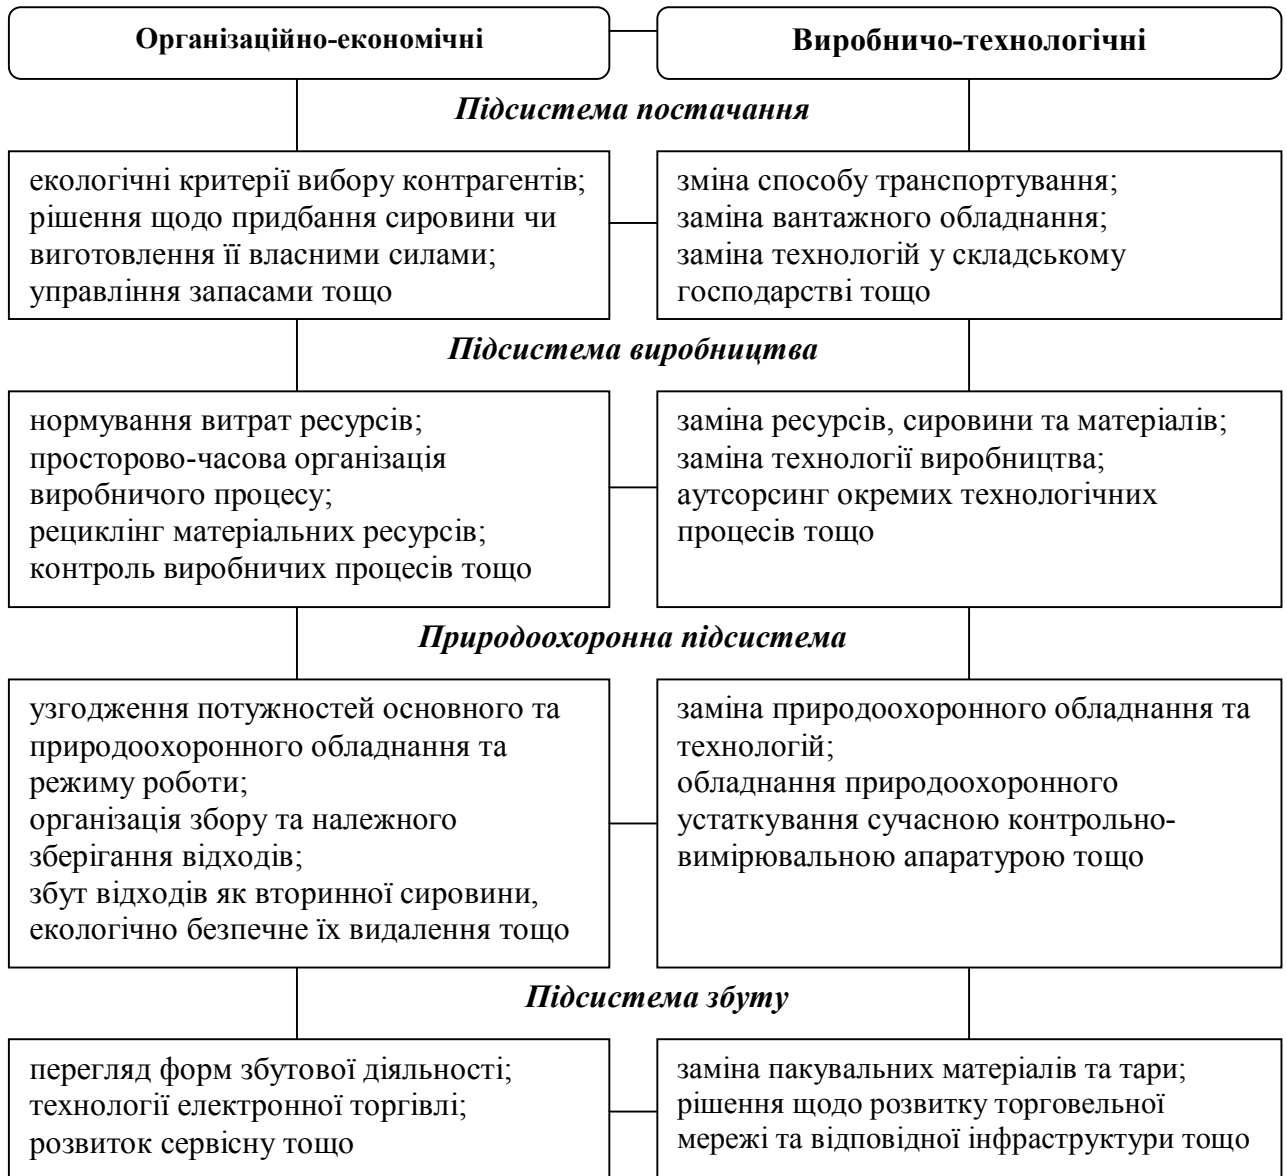 Організаційно-економічні
Виробничо-технологічні
Підсистема постачання
екологічні критерії вибору контрагентів;
рішення щодо придбання сировини чи
виготовлення її власними силами;
управління запасами тощо
зміна способу транспортування;
заміна вантажного обладнання;
заміна технологій у складському
господарстві тощо
Підсистема виробництва
нормування витрат ресурсів;
просторово-часова організація
виробничого процесу;
рециклінг матеріальних ресурсів;
контроль виробничих процесів тощо
заміна ресурсів, сировини та матеріалів;
заміна технології виробництва;
аутсорсинг окремих технологічних
процесів тощо
Природоохоронна підсистема
узгодження потужностей основного та
природоохоронного обладнання та
режиму роботи;
організація збору та належного
зберігання відходів;
збут відходів як вторинної сировини,
екологічно безпечне їх видалення тощо
заміна природоохоронного обладнання та
технологій;
обладнання природоохоронного
устаткування сучасною контрольно-
вимірювальною апаратурою тощо
Підсистема збуту
перегляд форм збутової діяльності;
технології електронної торгівлі;
розвиток сервісну тощо
заміна пакувальних матеріалів та тари;
рішення щодо розвитку торговельної
мережі та відповідної інфраструктури тощо